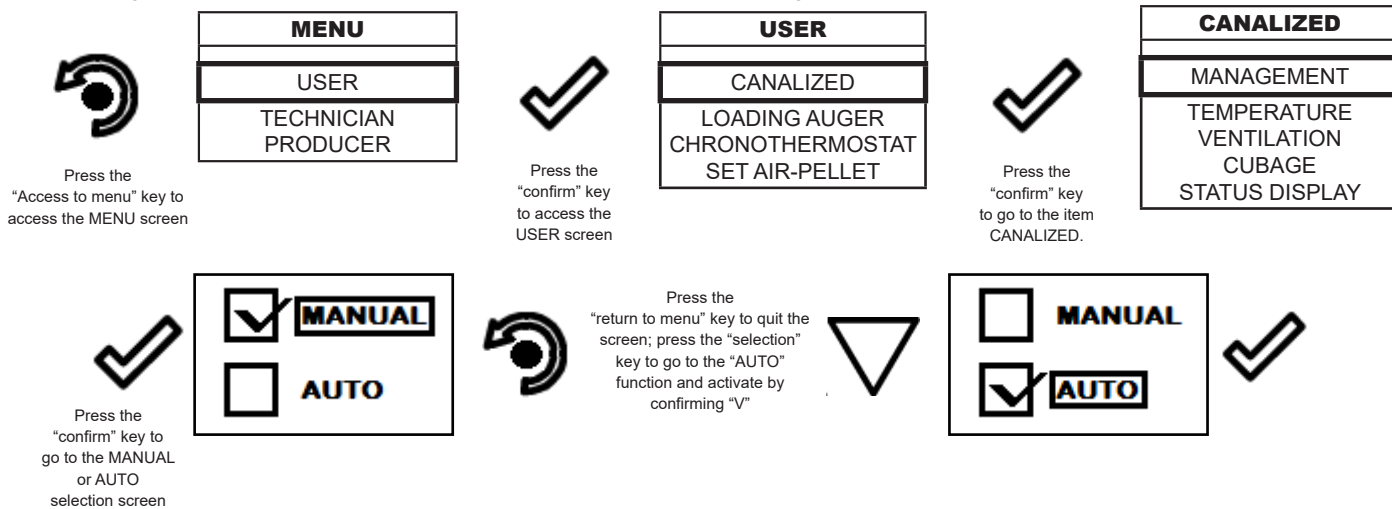 MENU
USER
TECHNICIAN
PRODUCER
Press the
“Access to menu” key to
access the MENU screen
USER
CANALIZED
LOADING AUGER
CHRONOTHERMOSTAT
SET AIR-PELLET
Press the
“confirm” key
to access the
USER screen
CANALIZED
MANAGEMENT
TEMPERATURE
VENTILATION
CUBAGE
STATUS DISPLAY
Press the
“confirm” key
to go to the item
CANALIZED.
MANUAL
AUTO
Press the
“confirm” key to
go to the MANUAL
or AUTO
selection screen
Press the
“return to menu” key to quit the
screen; press the “selection”
key to go to the “AUTO”
function and activate by
confirming “V”
MANUAL
AUTO